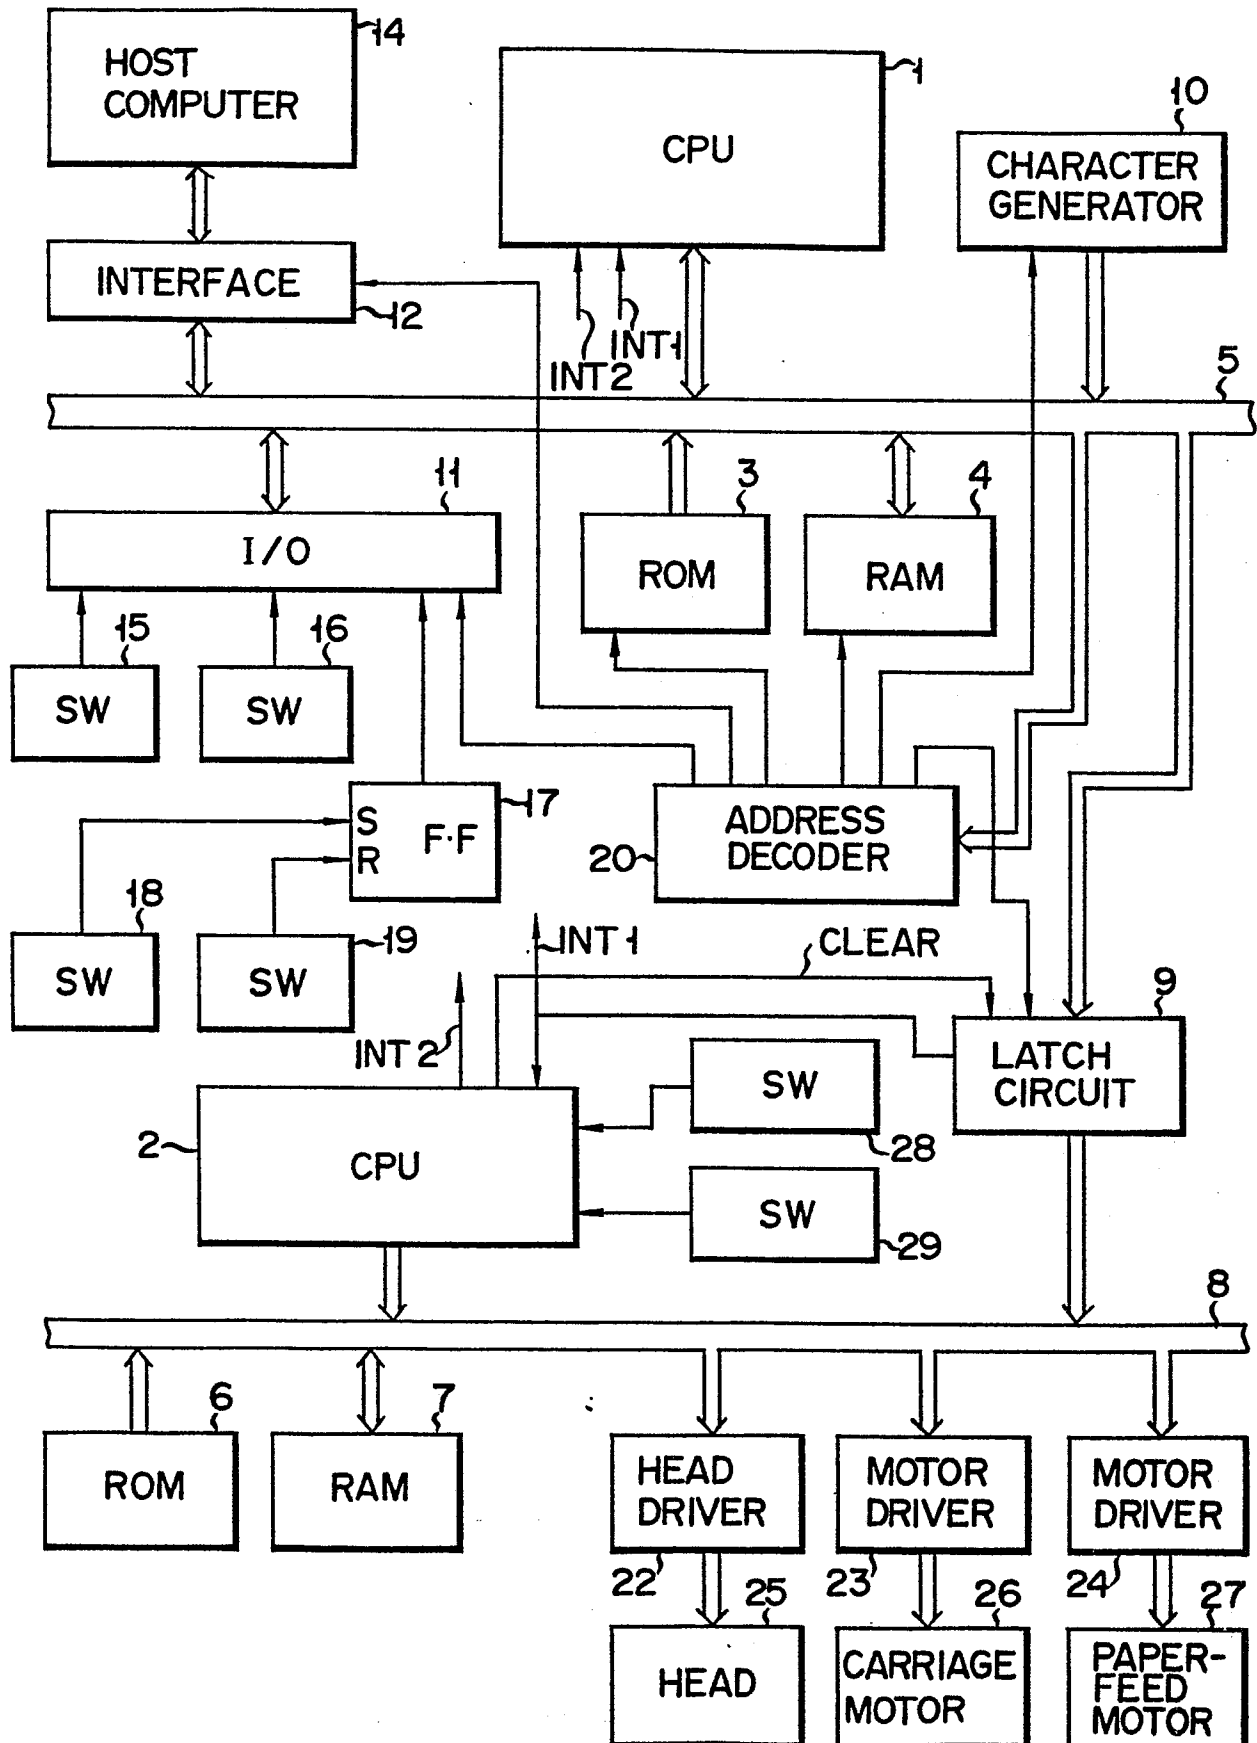 14
HOST
COMPUTER
1
CPU
10
CHARACTER
GENERATOR
INTERFACE
12
INT1
INT2
5
11
I/O
3
ROM
4
RAM
15
SW
16
SW
17
S
R
F·F
ADDRESS
DECODER
20
18
SW
19
SW
INT1
CLEAR
INT2
9
LATCH
CIRCUIT
2
CPU
SW
28
SW
29
8
6
ROM
7
RAM
HEAD
DRIVER
22
MOTOR
DRIVER
23
MOTOR
DRIVER
24
25
HEAD
26
CARRIAGE
MOTOR
27
PAPER-
FEED
MOTOR